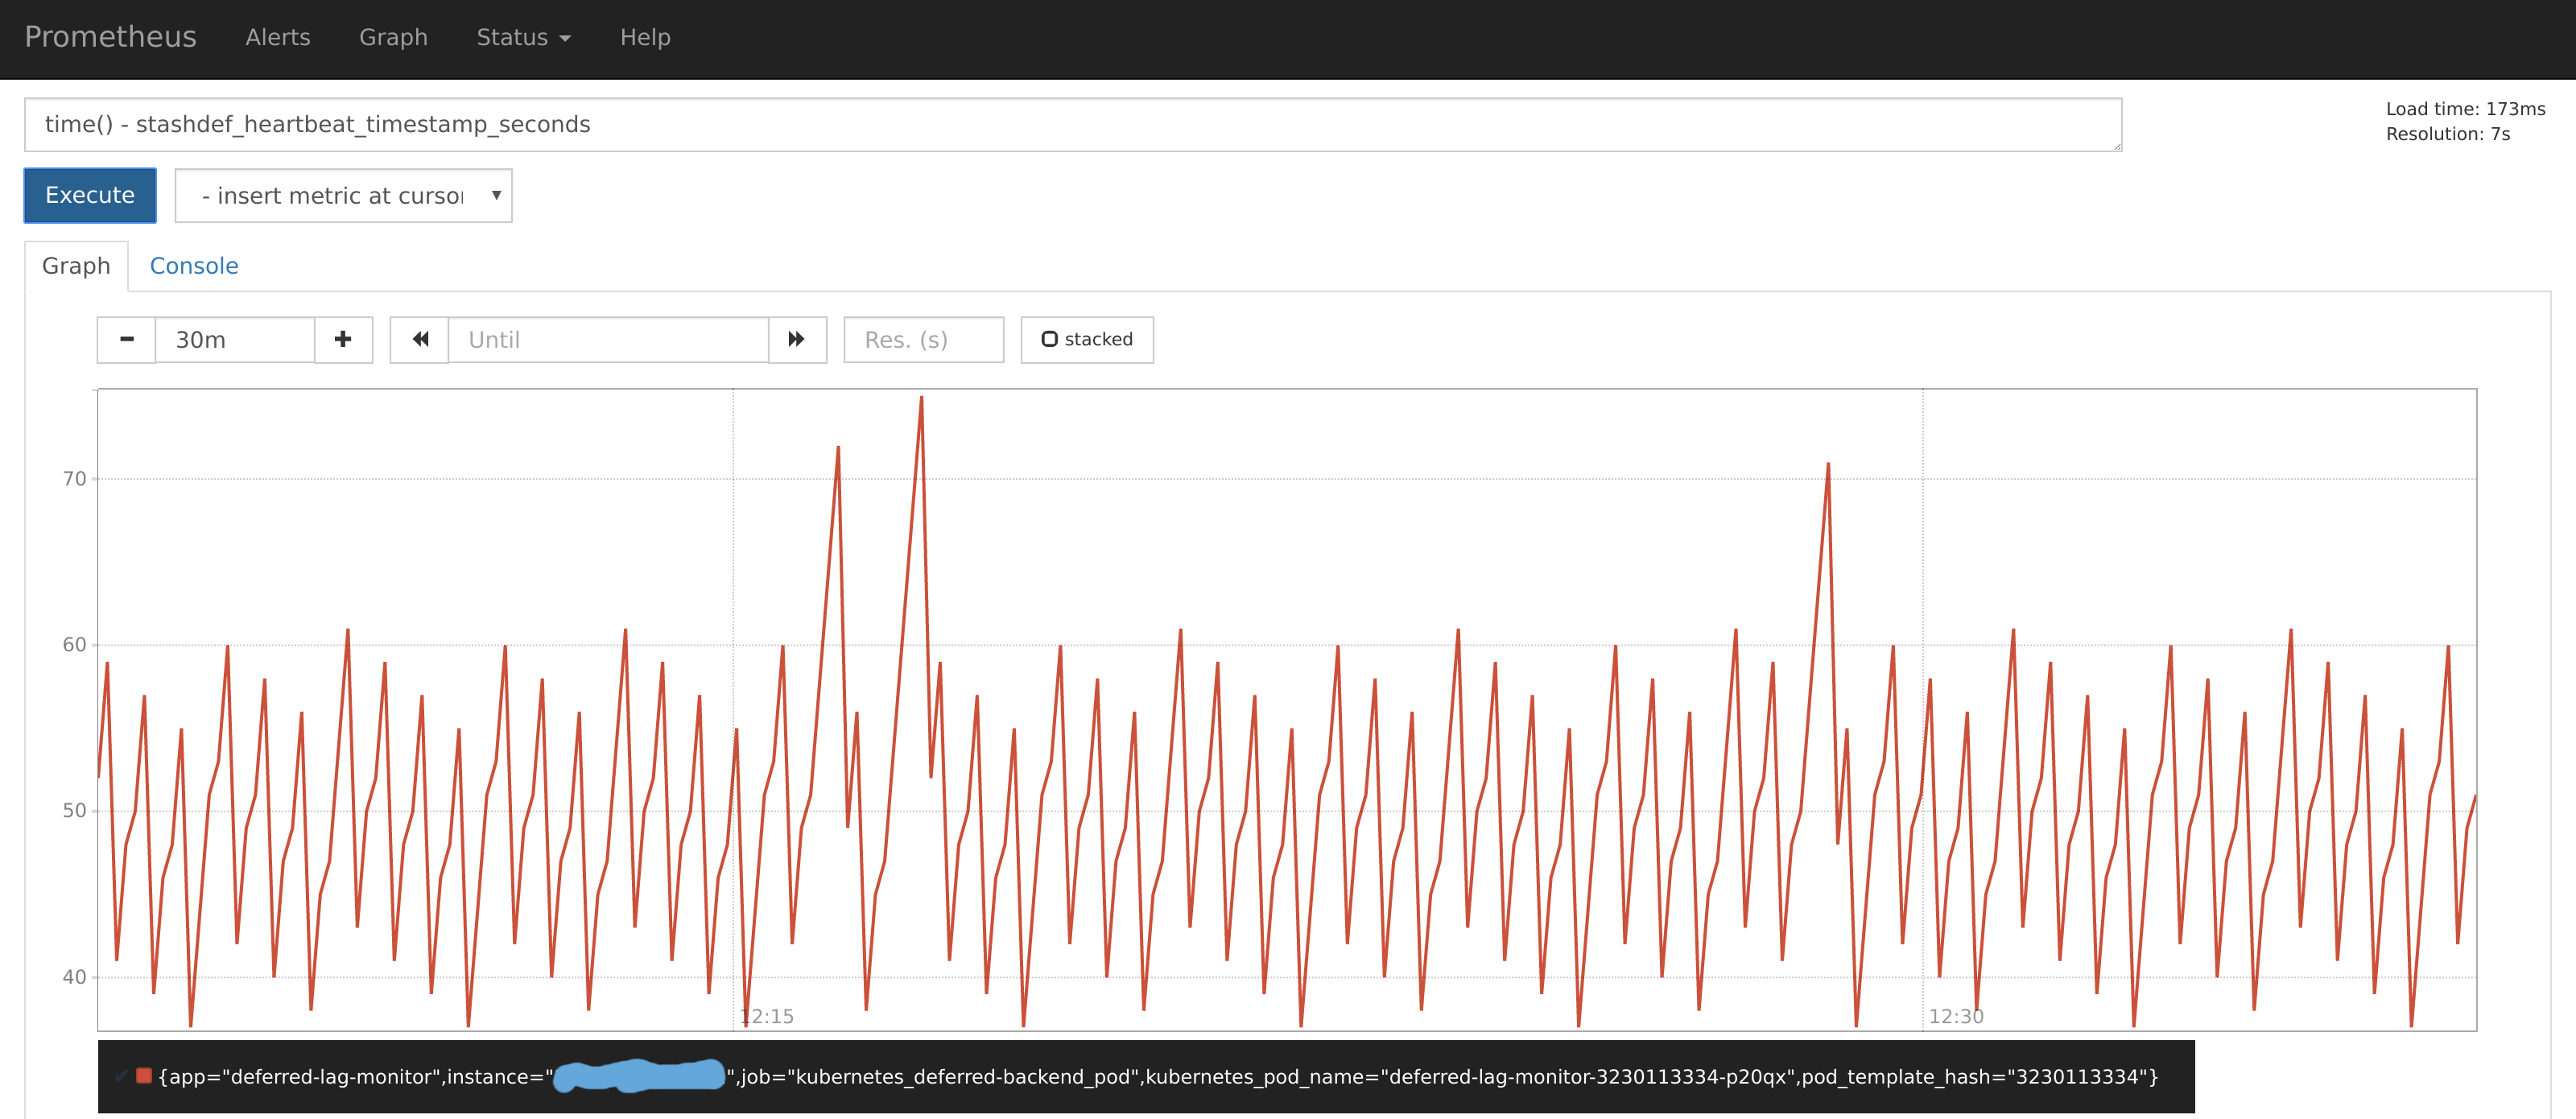 Prometheus Alerts Graph Status Help
time() - stashdef_heartbeat_timestamp_seconds
Load time: 173ms
Resolution: 7s
Execute - insert metric at cursor
Graph Console
30m Until Res. (s) stacked
70
60
50
40
12:15 12:30
{app="deferred-lag-monitor",instance="",job="kubernetes_deferred-backend_pod",kubernetes_pod_name="deferred-lag-monitor-3230113334-p20qx",pod_template_hash="3230113334"}